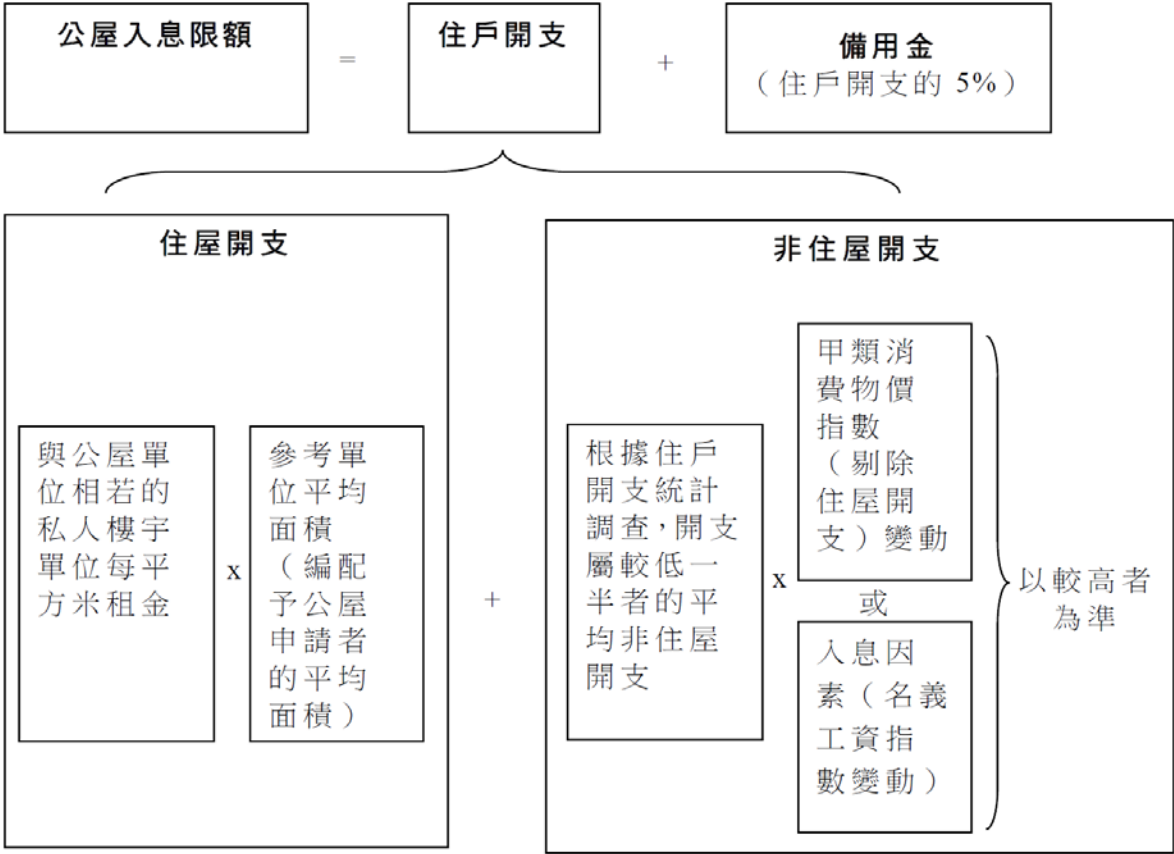 公屋入息限額
=
住戶開支
+
備用金
（住戶開支的 5%）
住屋開支
與公屋單
位相若的
私人樓宇
單位每平
方米租金
x
參考單
位平均
面積
（編配
予公屋
申請者
的平均
面積）
+
非住屋開支
根據住戶
開支統計
調查，開支
屬較低一
半者的平
均非住屋
開支
x
甲類消
費物價
指數
（剔除
住屋開
支）變動
或
入息因
素（名義
工資指
數變動）
以較高者
為準